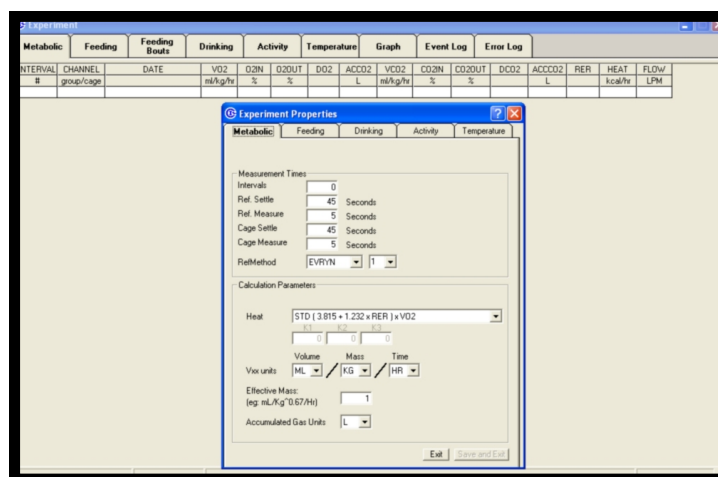 Experiment
Metabolic Feeding Feeding Bouts Drinking Activity Temperature Graph Event Log Error Log
NTERVAL CHANNEL DATE VO2 O2IN O2OUT DO2 ACCO2 VCO2 CO2IN CO2OUT DCO2 ACCCO2 RER HEAT FLOW
# group/cage ml/kg/hr % % L ml/kg/hr % % L kcal/hr LPM
Experiment Properties
Metabolic Feeding Drinking Activity Temperature
Measurement Times
Intervals 0
Ref. Settle 45 Seconds
Ref. Measure 5 Seconds
Cage Settle 45 Seconds
Cage Measure 5 Seconds
RefMethod EVRYN 1
Calculation Parameters
Heat STD ( 3.815 + 1.232 x RER ) x VO2
K1 K2 K3
0 0 0
Volume Mass Time
Vxx units ML / KG / HR
Effective Mass:
(eg: mL/Kg^0.67/Hr) 1
Accumulated Gas Units L
Exit Save and Exit